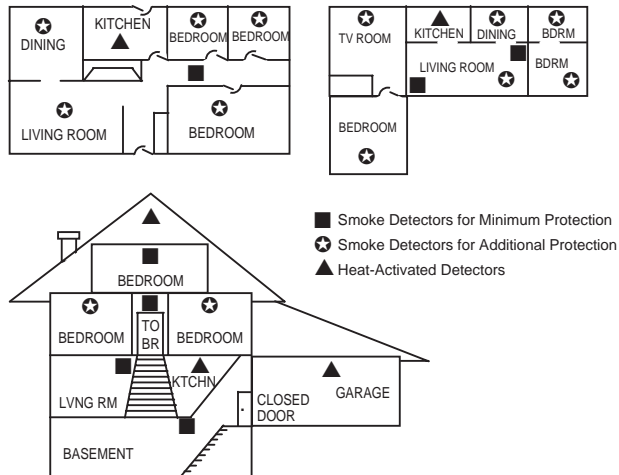 DINING
KITCHEN
BEDROOM
BEDROOM
LIVING ROOM
BEDROOM
TV ROOM
KITCHEN
DINING
BDRM
LIVING ROOM
BDRM
BEDROOM
Smoke Detectors for Minimum Protection
Smoke Detectors for Additional Protection
Heat-Activated Detectors
BEDROOM
BEDROOM
TO
BR
BEDROOM
LVNG RM
KTCHN
CLOSED
DOOR
GARAGE
BASEMENT